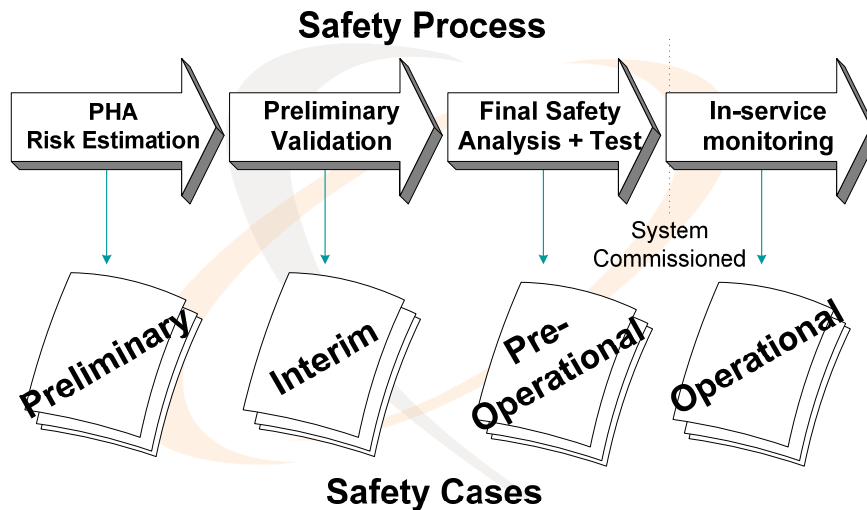 Safety Process
PHA
Risk Estimation
Preliminary
Validation
Final Safety
Analysis + Test
In-service
monitoring
System
Commissioned
Preliminary
Interim
Pre-
Operational
Operational
Safety Cases